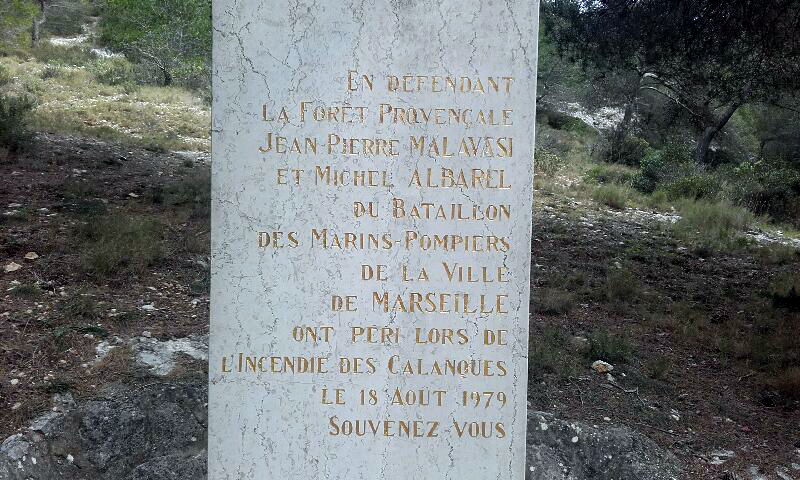 EN DÉFENDANT
LA FORÊT PROVENÇALE
JEAN-PIERRE MALAVASI
ET MICHEL ALBAREL
DU BATAILLON
DES MARINS-POMPIERS
DE LA VILLE
DE MARSEILLE
ONT PÉRI LORS DE
L'INCENDIE DES CALANQUES
LE 18 AOUT 1979
SOUVENEZ-VOUS